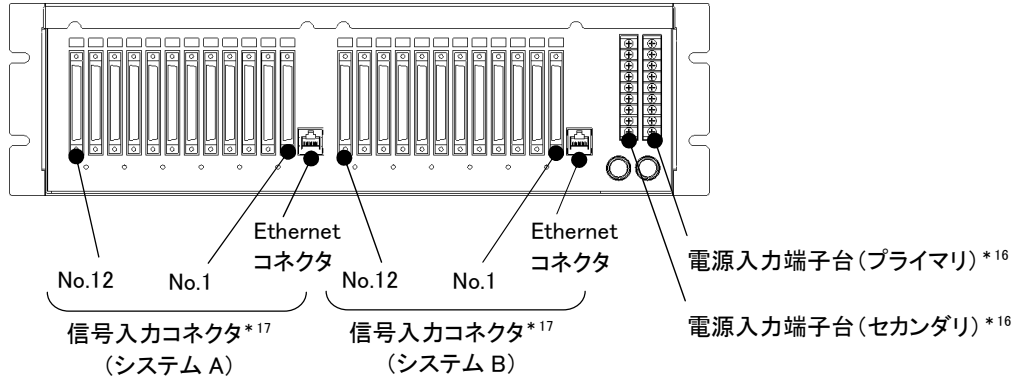 Ethernet
コネクタ
Ethernet
コネクタ
No.12
No.1
No.12
No.1
電源入力端子台(プライマリ)*16
信号入力コネクタ*17
(システム A)
信号入力コネクタ*17
(システム B)
電源入力端子台(セカンダリ)*16